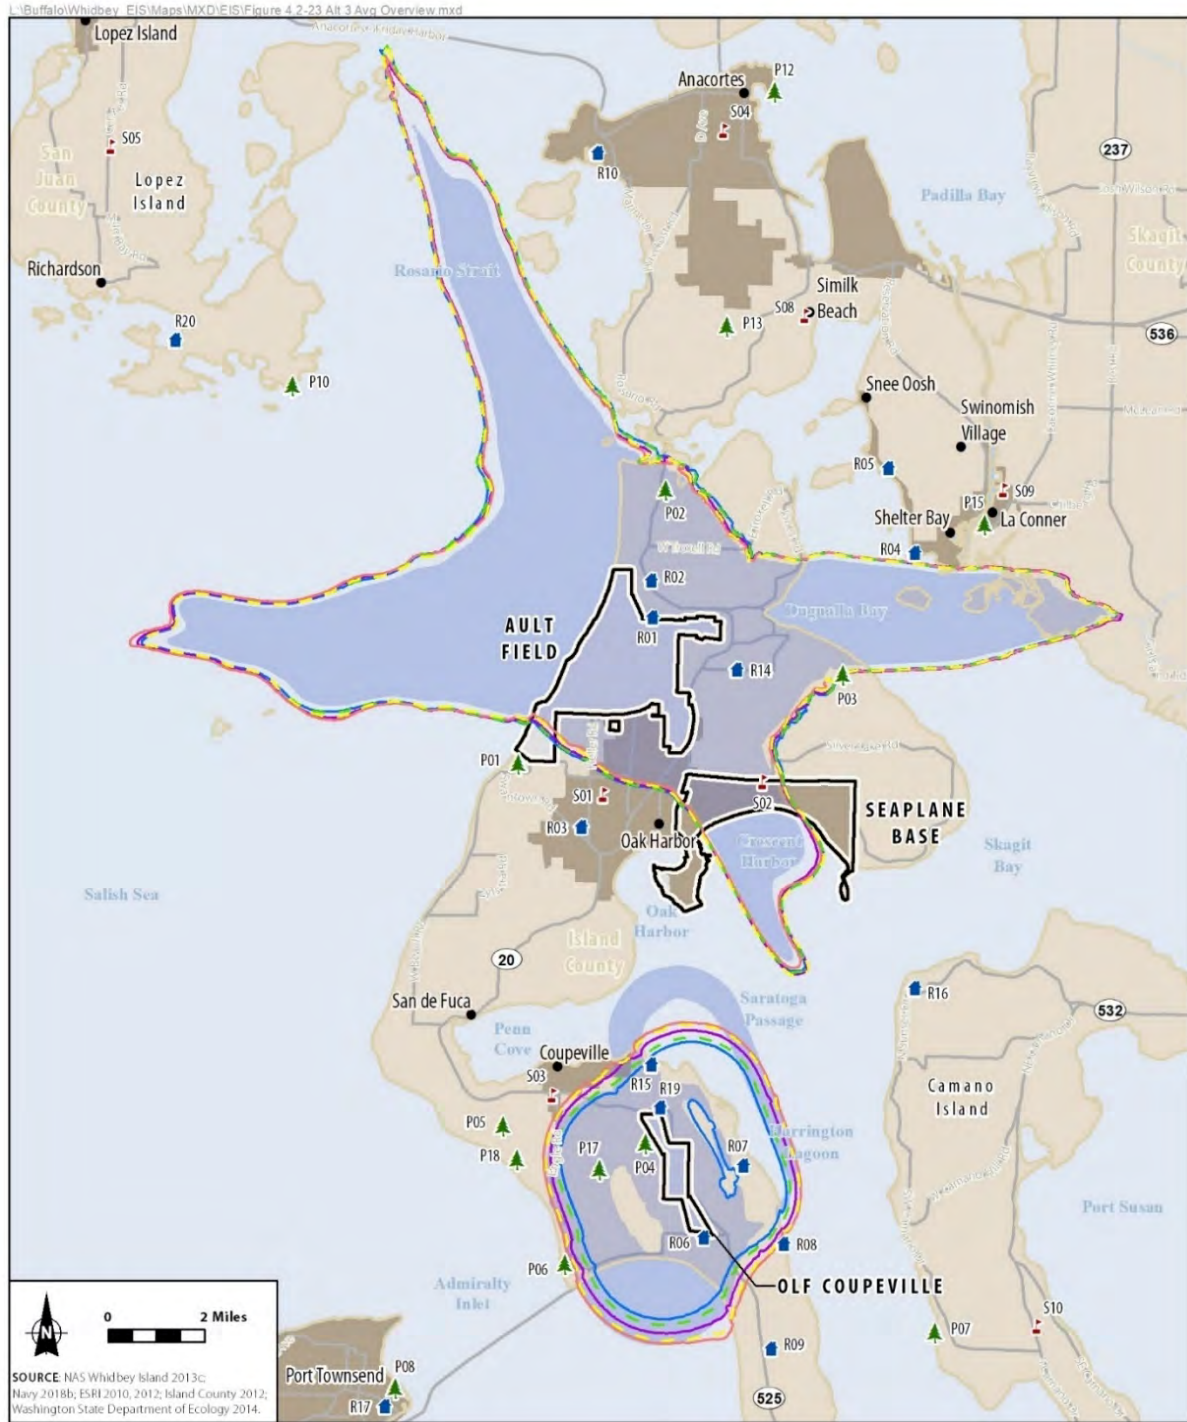 L:\Buffalo\Whidbey_EIS\Maps\MXD\EIS\Figure 4.2-23 Alt 3 Avg Overview.mxd
Lopez Island
Anacortes
P12
S04
S05
237
San
Juan
County
Lopez
Island
R10
Padilla Bay
Skagit
County
Rosario Strait
Richardson
Similk
Beach
S08
R20
P13
536
P10
Snee Oosh
Swinomish
Village
R05
S09
P15
La Conner
P02
Shelter Bay
R04
R02
Dugualla Bay
AULT
FIELD
R01
R14
P03
P01
S01
S02
SEAPLANE
BASE
R03
Oak Harbor
Crescent
Harbor
Skagit
Bay
Salish Sea
Oak
Harbor
Island
County
20
R16
San de Fuca
Saratoga
Passage
532
Penn
Cove
Coupeville
R15
S03
R19
Camano
Island
P05
Harrington
Lagoon
P18
P17
P04
R07
Port Susan
R06
R08
P06
OLF COUPEVILLE
Admiralty
Inlet
N
0
2 Miles
S10
P07
R09
SOURCE: NAS Whidbey Island 2013c;
Navy 2018b; ESRI 2010, 2012; Island County 2012;
Washington State Department of Ecology 2014.
Port Townsend
P08
R17
525